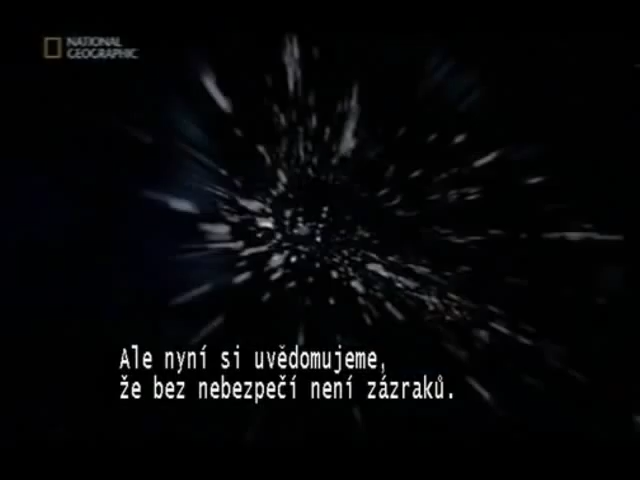 NATIONAL
GEOGRAPHIC
Ale nyní si uvědomujeme,
že bez nebezpečí není zázraků.